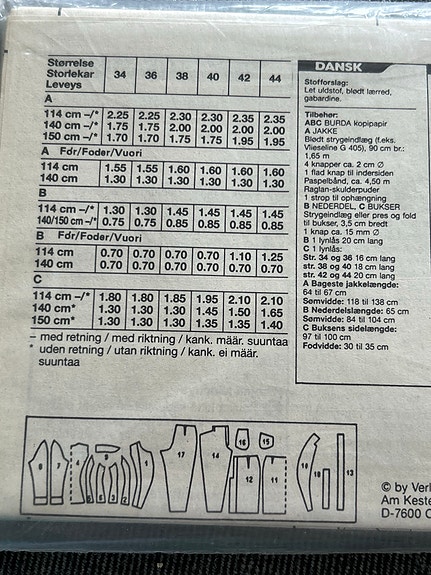 Størrelse
Storlekar 34 36 38 40 42 44
Leveys
A
114 cm –/* 2.25 2.25 2.30 2.30 2.35 2.35
140 cm –/* 1.75 1.75 2.00 2.00 2.00 2.00
150 cm –/* 1.70 1.70 1.75 1.75 1.95 1.95
A Fór/Foder/Vuori
114 cm 1.55 1.55 1.60 1.60 1.60 1.60
140 cm 1.30 1.30 1.30 1.30 1.30 1.30
B
114 cm –/* 1.30 1.30 1.45 1.45 1.45 1.45
140/150 cm –/* 0.75 0.75 0.85 0.85 0.85 0.85
B Fór/Foder/Vuori
114 cm 0.70 0.70 0.70 0.70 1.10 1.25
140 cm 0.70 0.70 0.70 0.70 0.70 0.70
C
114 cm –/* 1.80 1.80 1.85 1.95 2.10 2.10
140 cm* 1.30 1.30 1.35 1.45 1.50 1.65
150 cm* 1.30 1.30 1.30 1.35 1.35 1.40
– med retning / med riktning / kank. määr. suuntaa
* uden retning / utan riktning / kank. ei määr.
suuntaa
DANSK
Stofforslag:
Let uldstof, blødt lærred,
gabardine.
Tilbehør:
ABC BURDA kopipapir
A JAKKE
Blødt strygeindlæg (f.eks.
Vlieseline G 405), 90 cm br.:
1,65 m
4 knapper ca. 2 cm Ø
1 flad knap til indersiden
Paspelbånd, ca. 4,50 m
Raglan-skulderpuder
1 strop til ophængning
B NEDERDEL, C BUKSER
Strygeindlæg eller pres og fold
til bukser, 3,5 cm bredt
1 knap ca. 15 mm Ø
B 1 lynlås 20 cm lang
C 1 lynlås:
Str. 34 og 36 16 cm lang
str. 38 og 40 18 cm lang
str. 42 og 44 20 cm lang
A Bageste jakkelængde:
64 til 67 cm
Sømvidde: 118 til 138 cm
B Nederdelslængde: 65 cm
Sømvidde: 84 til 104 cm
C Buksens sidelængde:
97 til 100 cm
Fodvidde: 30 til 35 cm
17 14 16 15 12 11 13
© by Verl
Am Keste
D-7600 O